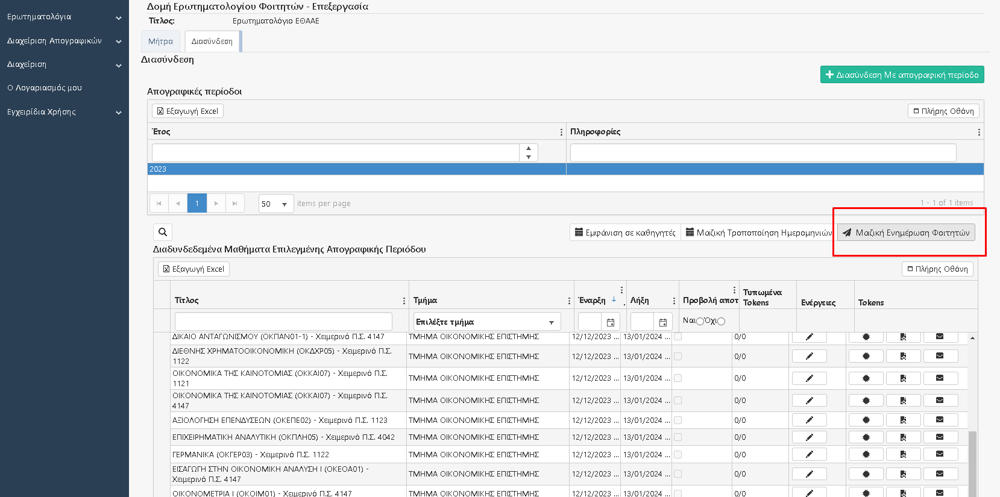 Ερωτηματολόγια
Διαχείριση Απογραφικών
Διαχείριση
Ο Λογαριασμός μου
Εγχειρίδια Χρήσης
Δομή Ερωτηματολογίου Φοιτητών - Επεξεργασία
Τίτλος: Ερωτηματολόγιο ΕΘΑΑΕ
Μήτρα Διασύνδεση
Διασύνδεση
Διασύνδεση Με απογραφική περίοδο
Απογραφικές περίοδοι
Εξαγωγή Excel Πλήρης Οθόνη
Έτος Πληροφορίες
2023
1 50 items per page 1 - 1 of 1 items
Εμφάνιση σε καθηγητές Μαζική Τροποποίηση Ημερομηνιών Μαζική Ενημέρωση Φοιτητών
Διαδυνδεδεμένα Μαθήματα Επιλεγμένης Απογραφικής Περιόδου
Εξαγωγή Excel Πλήρης Οθόνη
Τίτλος Τμήμα Έναρξη Λήξη Προβολή αποτ Τυπωμένα Tokens Ενέργειες Tokens
Επιλέξτε τμήμα Ναι Όχι
ΔΙΚΑΙΟ ΑΝΤΑΓΩΝΙΣΜΟΥ (ΟΚΠΑΝ01-1) - Χειμερινό Π.Σ. 4147 ΤΜΗΜΑ ΟΙΚΟΝΟΜΙΚΗΣ ΕΠΙΣΤΗΜΗΣ 12/12/2023 ... 13/01/2024 ... 0/0
ΔΙΕΘΝΗΣ ΧΡΗΜΑΤΟΟΙΚΟΝΟΜΙΚΗ (ΟΚΔΧΡ05) - Χειμερινό Π.Σ.
1122 ΤΜΗΜΑ ΟΙΚΟΝΟΜΙΚΗΣ ΕΠΙΣΤΗΜΗΣ 12/12/2023 ... 13/01/2024 ... 0/0
ΟΙΚΟΝΟΜΙΚΑ ΤΗΣ ΚΑΙΝΟΤΟΜΙΑΣ (ΟΚΚΑΙ07) - Χειμερινό Π.Σ.
1121 ΤΜΗΜΑ ΟΙΚΟΝΟΜΙΚΗΣ ΕΠΙΣΤΗΜΗΣ 12/12/2023 ... 13/01/2024 ... 0/0
ΟΙΚΟΝΟΜΙΚΑ ΤΗΣ ΚΑΙΝΟΤΟΜΙΑΣ (ΟΚΚΑΙ07) - Χειμερινό Π.Σ.
4147 ΤΜΗΜΑ ΟΙΚΟΝΟΜΙΚΗΣ ΕΠΙΣΤΗΜΗΣ 12/12/2023 ... 13/01/2024 ... 0/0
ΑΞΙΟΛΟΓΗΣΗ ΕΠΕΝΔΥΣΕΩΝ (ΟΚΕΠΕ02) - Χειμερινό Π.Σ. 1123 ΤΜΗΜΑ ΟΙΚΟΝΟΜΙΚΗΣ ΕΠΙΣΤΗΜΗΣ 12/12/2023 ... 13/01/2024 ... 0/0
ΕΠΙΧΕΙΡΗΜΑΤΙΚΗ ΑΝΑΛΥΤΙΚΗ (ΟΚΠΛΗ05) - Χειμερινό Π.Σ. 4042 ΤΜΗΜΑ ΟΙΚΟΝΟΜΙΚΗΣ ΕΠΙΣΤΗΜΗΣ 12/12/2023 ... 13/01/2024 ... 0/0
ΓΕΡΜΑΝΙΚΑ (ΟΚΓΕΡ03) - Χειμερινό Π.Σ. 1122 ΤΜΗΜΑ ΟΙΚΟΝΟΜΙΚΗΣ ΕΠΙΣΤΗΜΗΣ 12/12/2023 ... 13/01/2024 ... 0/0
ΕΙΣΑΓΩΓΗ ΣΤΗΝ ΟΙΚΟΝΟΜΙΚΗ ΑΝΑΛΥΣΗ Ι (ΟΚΕΟΑ01) -
Χειμερινό Π.Σ. 4147 ΤΜΗΜΑ ΟΙΚΟΝΟΜΙΚΗΣ ΕΠΙΣΤΗΜΗΣ 12/12/2023 ... 13/01/2024 ... 0/0
ΟΙΚΟΝΟΜΕΤΡΙΑ Ι (ΟΚΟΙΜ01) - Χειμερινό Π.Σ. 4147 ΤΜΗΜΑ ΟΙΚΟΝΟΜΙΚΗΣ ΕΠΙΣΤΗΜΗΣ 12/12/2023 ... 13/01/2024 ... 0/0